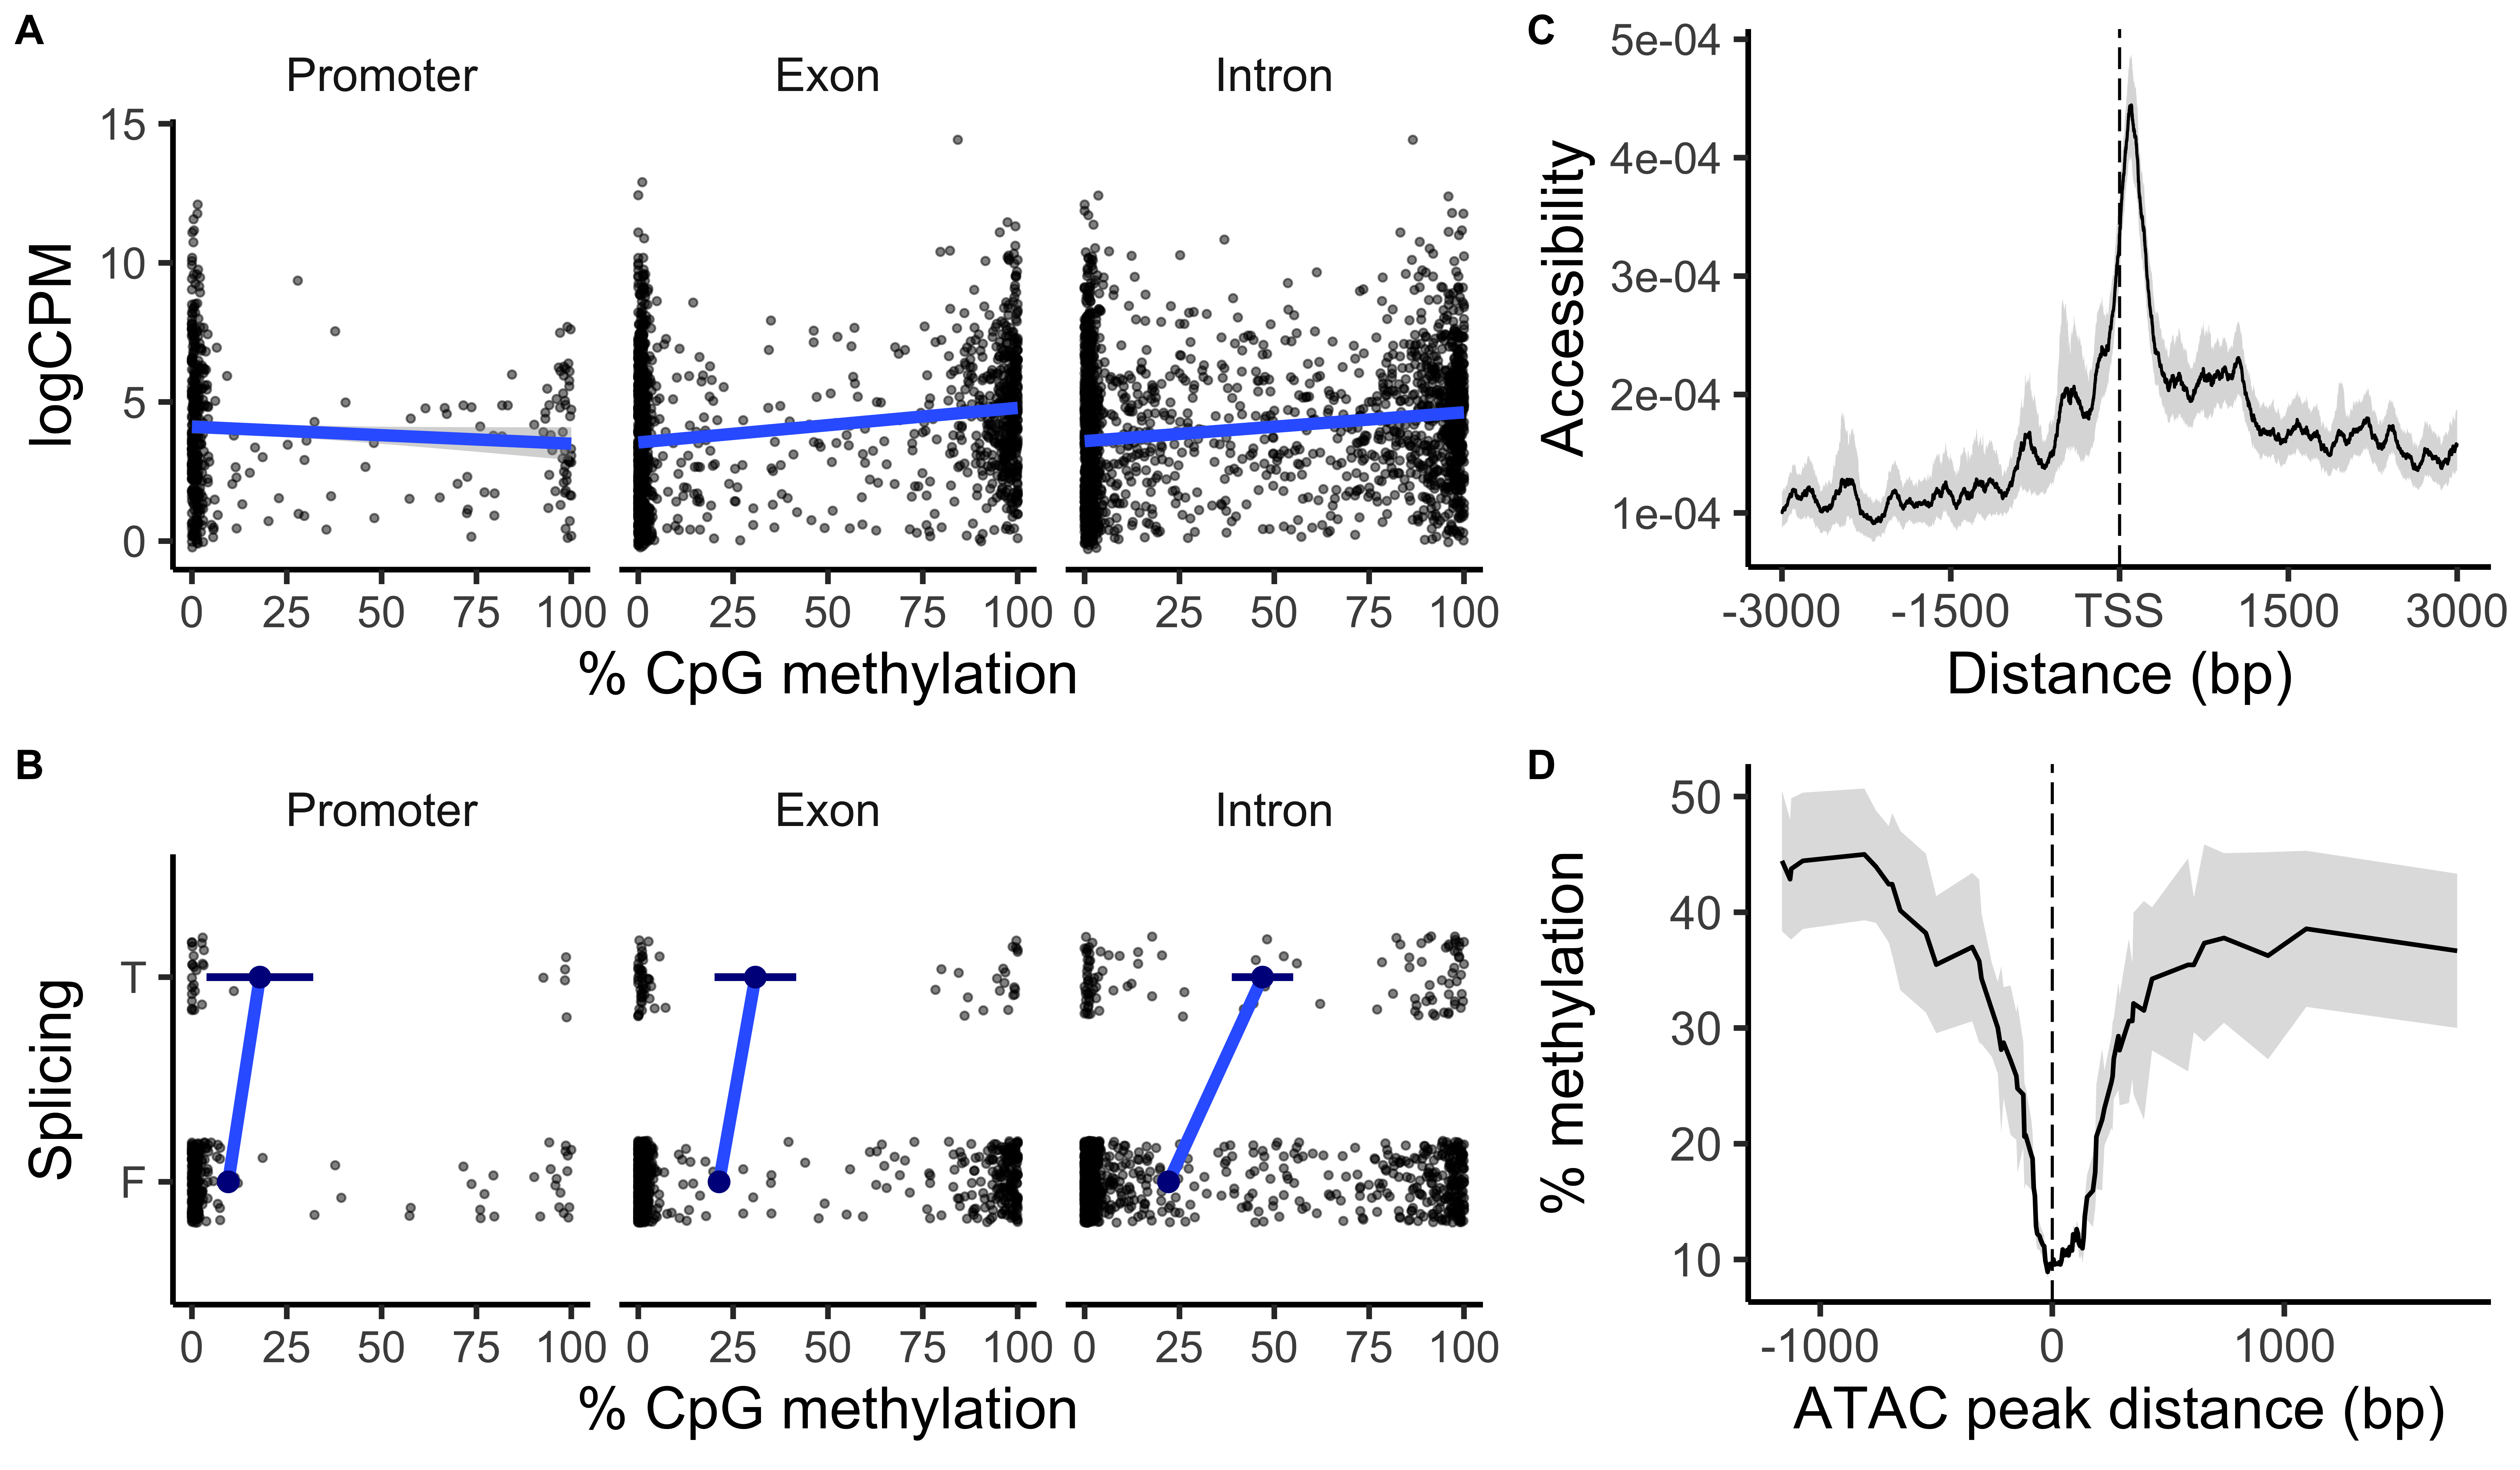 A
Promoter Exon Intron
logCPM
15
10
5
0
0 25 50 75 100 0 25 50 75 100 0 25 50 75 100
% CpG methylation
B
Promoter Exon Intron
Splicing
T
F
0 25 50 75 100 0 25 50 75 100 0 25 50 75 100
% CpG methylation
C
Accessibility
5e-04
4e-04
3e-04
2e-04
1e-04
-3000 -1500 TSS 1500 3000
Distance (bp)
D
% methylation
50
40
30
20
10
-1000 0 1000
ATAC peak distance (bp)